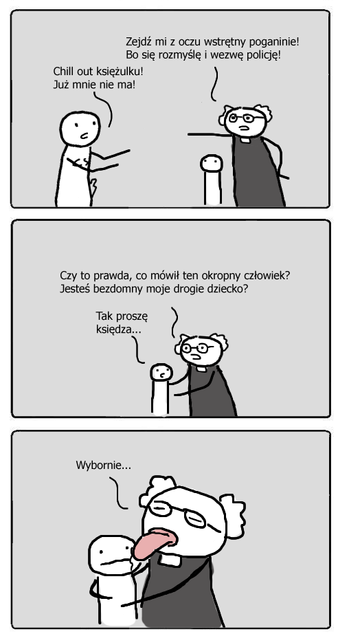 Zejdź mi z oczu wstrętny poganinie!
Bo się rozmyślę i wezwę policję!
Chill out księżulku!
Już mnie nie ma!
Czy to prawda, co mówił ten okropny człowiek?
Jesteś bezdomny moje drogie dziecko?
Tak proszę
księdza...
Wybornie...